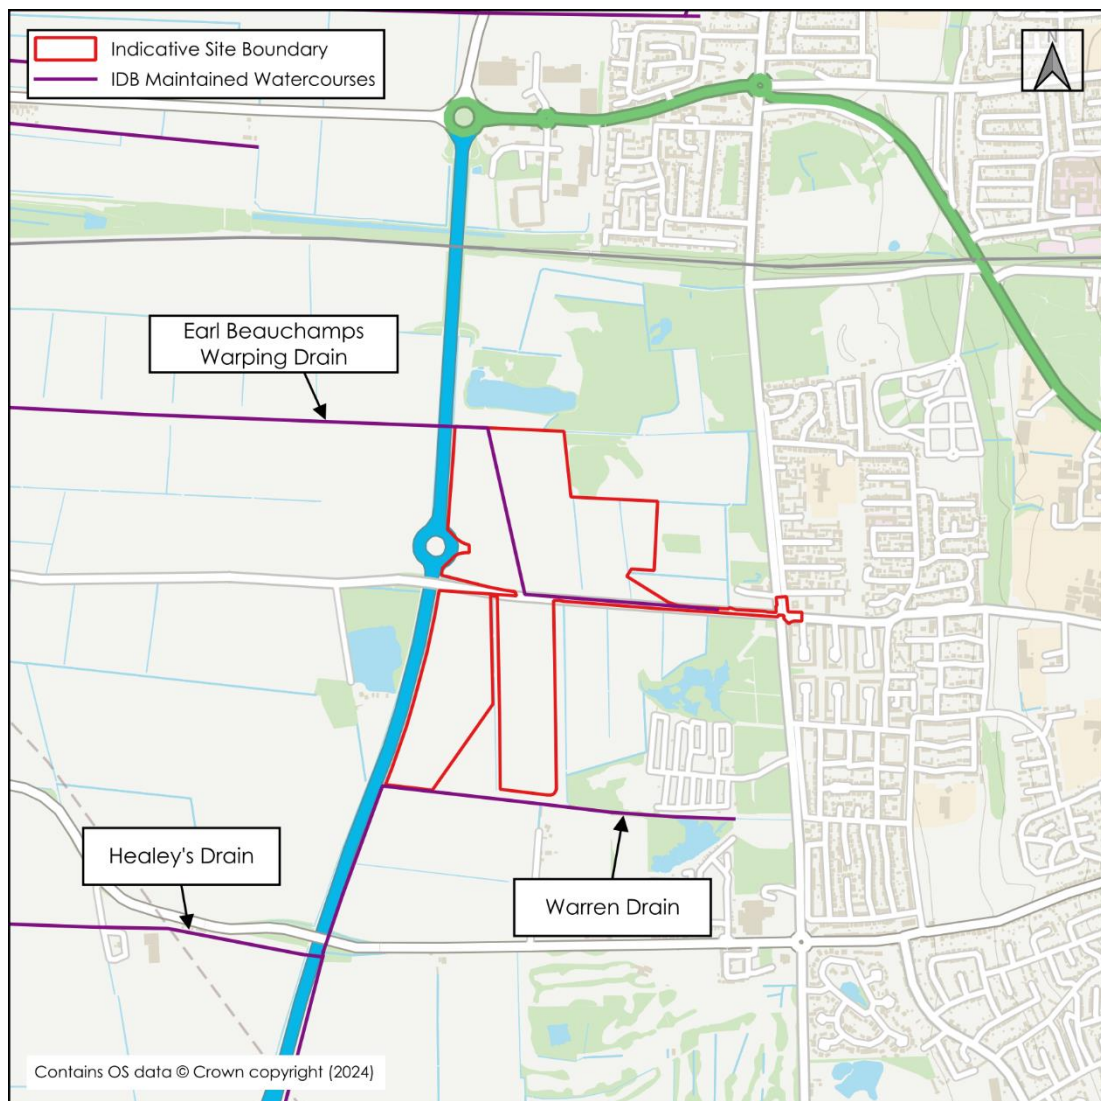 Indicative Site Boundary
IDB Maintained Watercourses
N
Earl Beauchamps
Warping Drain
Healey's Drain
Warren Drain
Contains OS data © Crown copyright (2024)